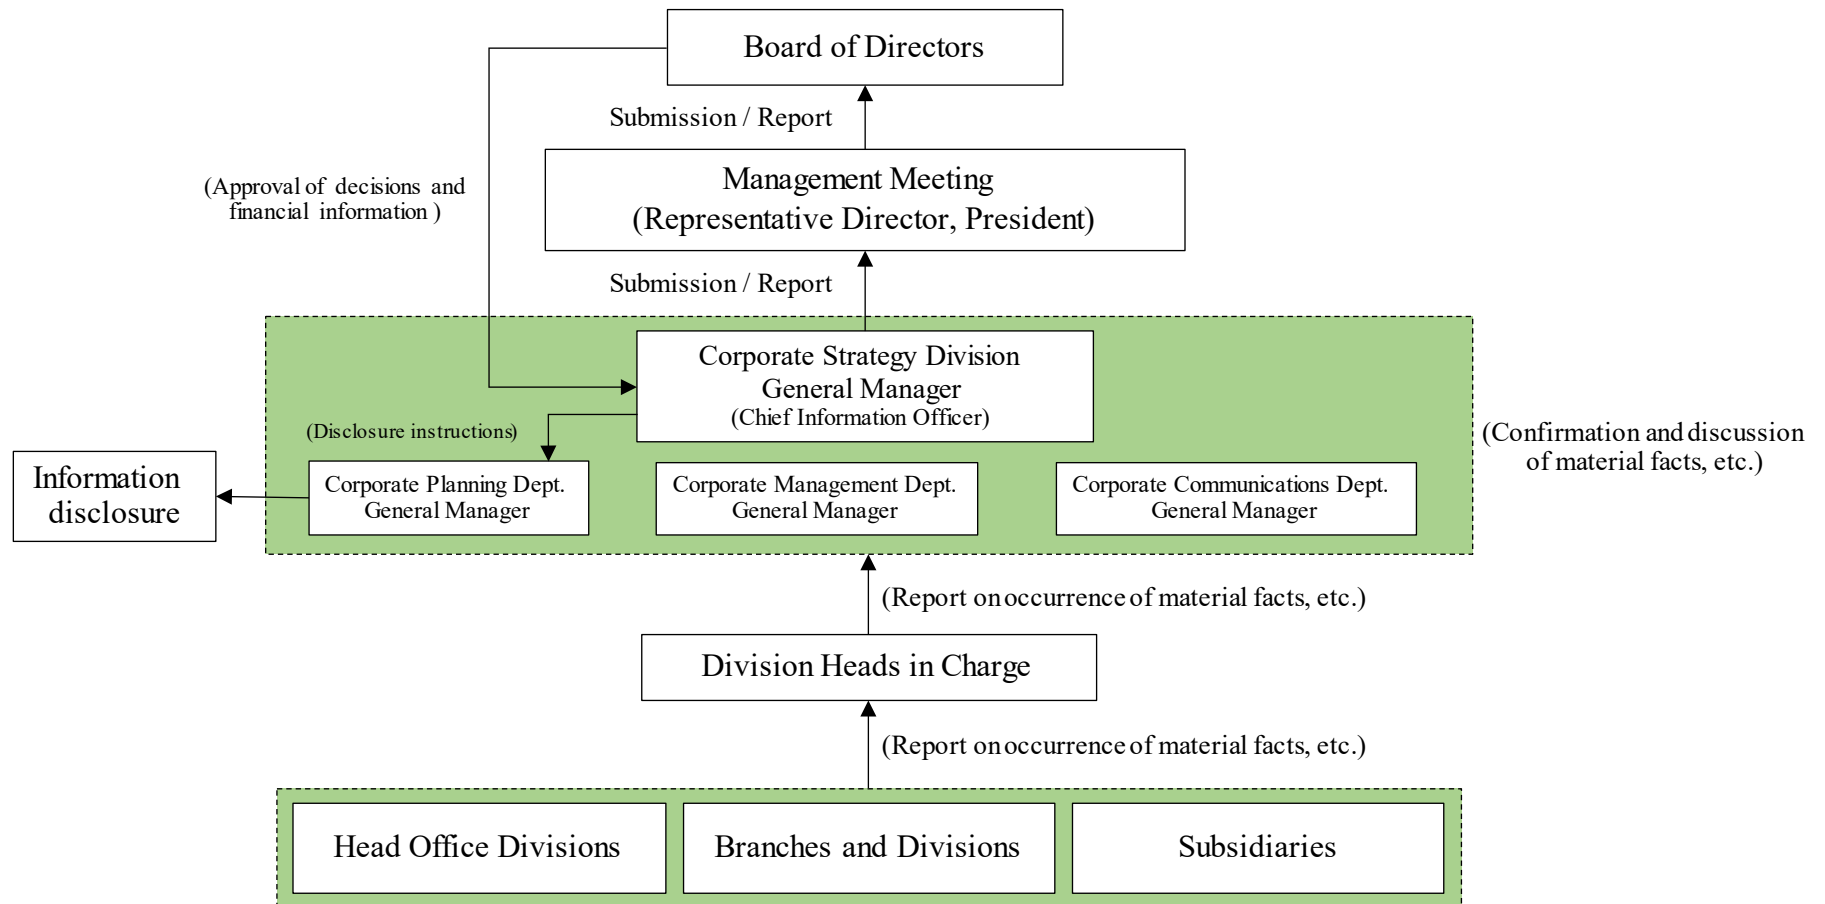 Board of Directors
Submission / Report
(Approval of decisions and
financial information )
Management Meeting
(Representative Director, President)
Submission / Report
Corporate Strategy Division
General Manager
(Chief Information Officer)
(Disclosure instructions)
(Confirmation and discussion
of material facts, etc.)
Information
disclosure
Corporate Planning Dept.
General Manager
Corporate Management Dept.
General Manager
Corporate Communications Dept.
General Manager
(Report on occurrence of material facts, etc.)
Division Heads in Charge
(Report on occurrence of material facts, etc.)
Head Office Divisions
Branches and Divisions
Subsidiaries